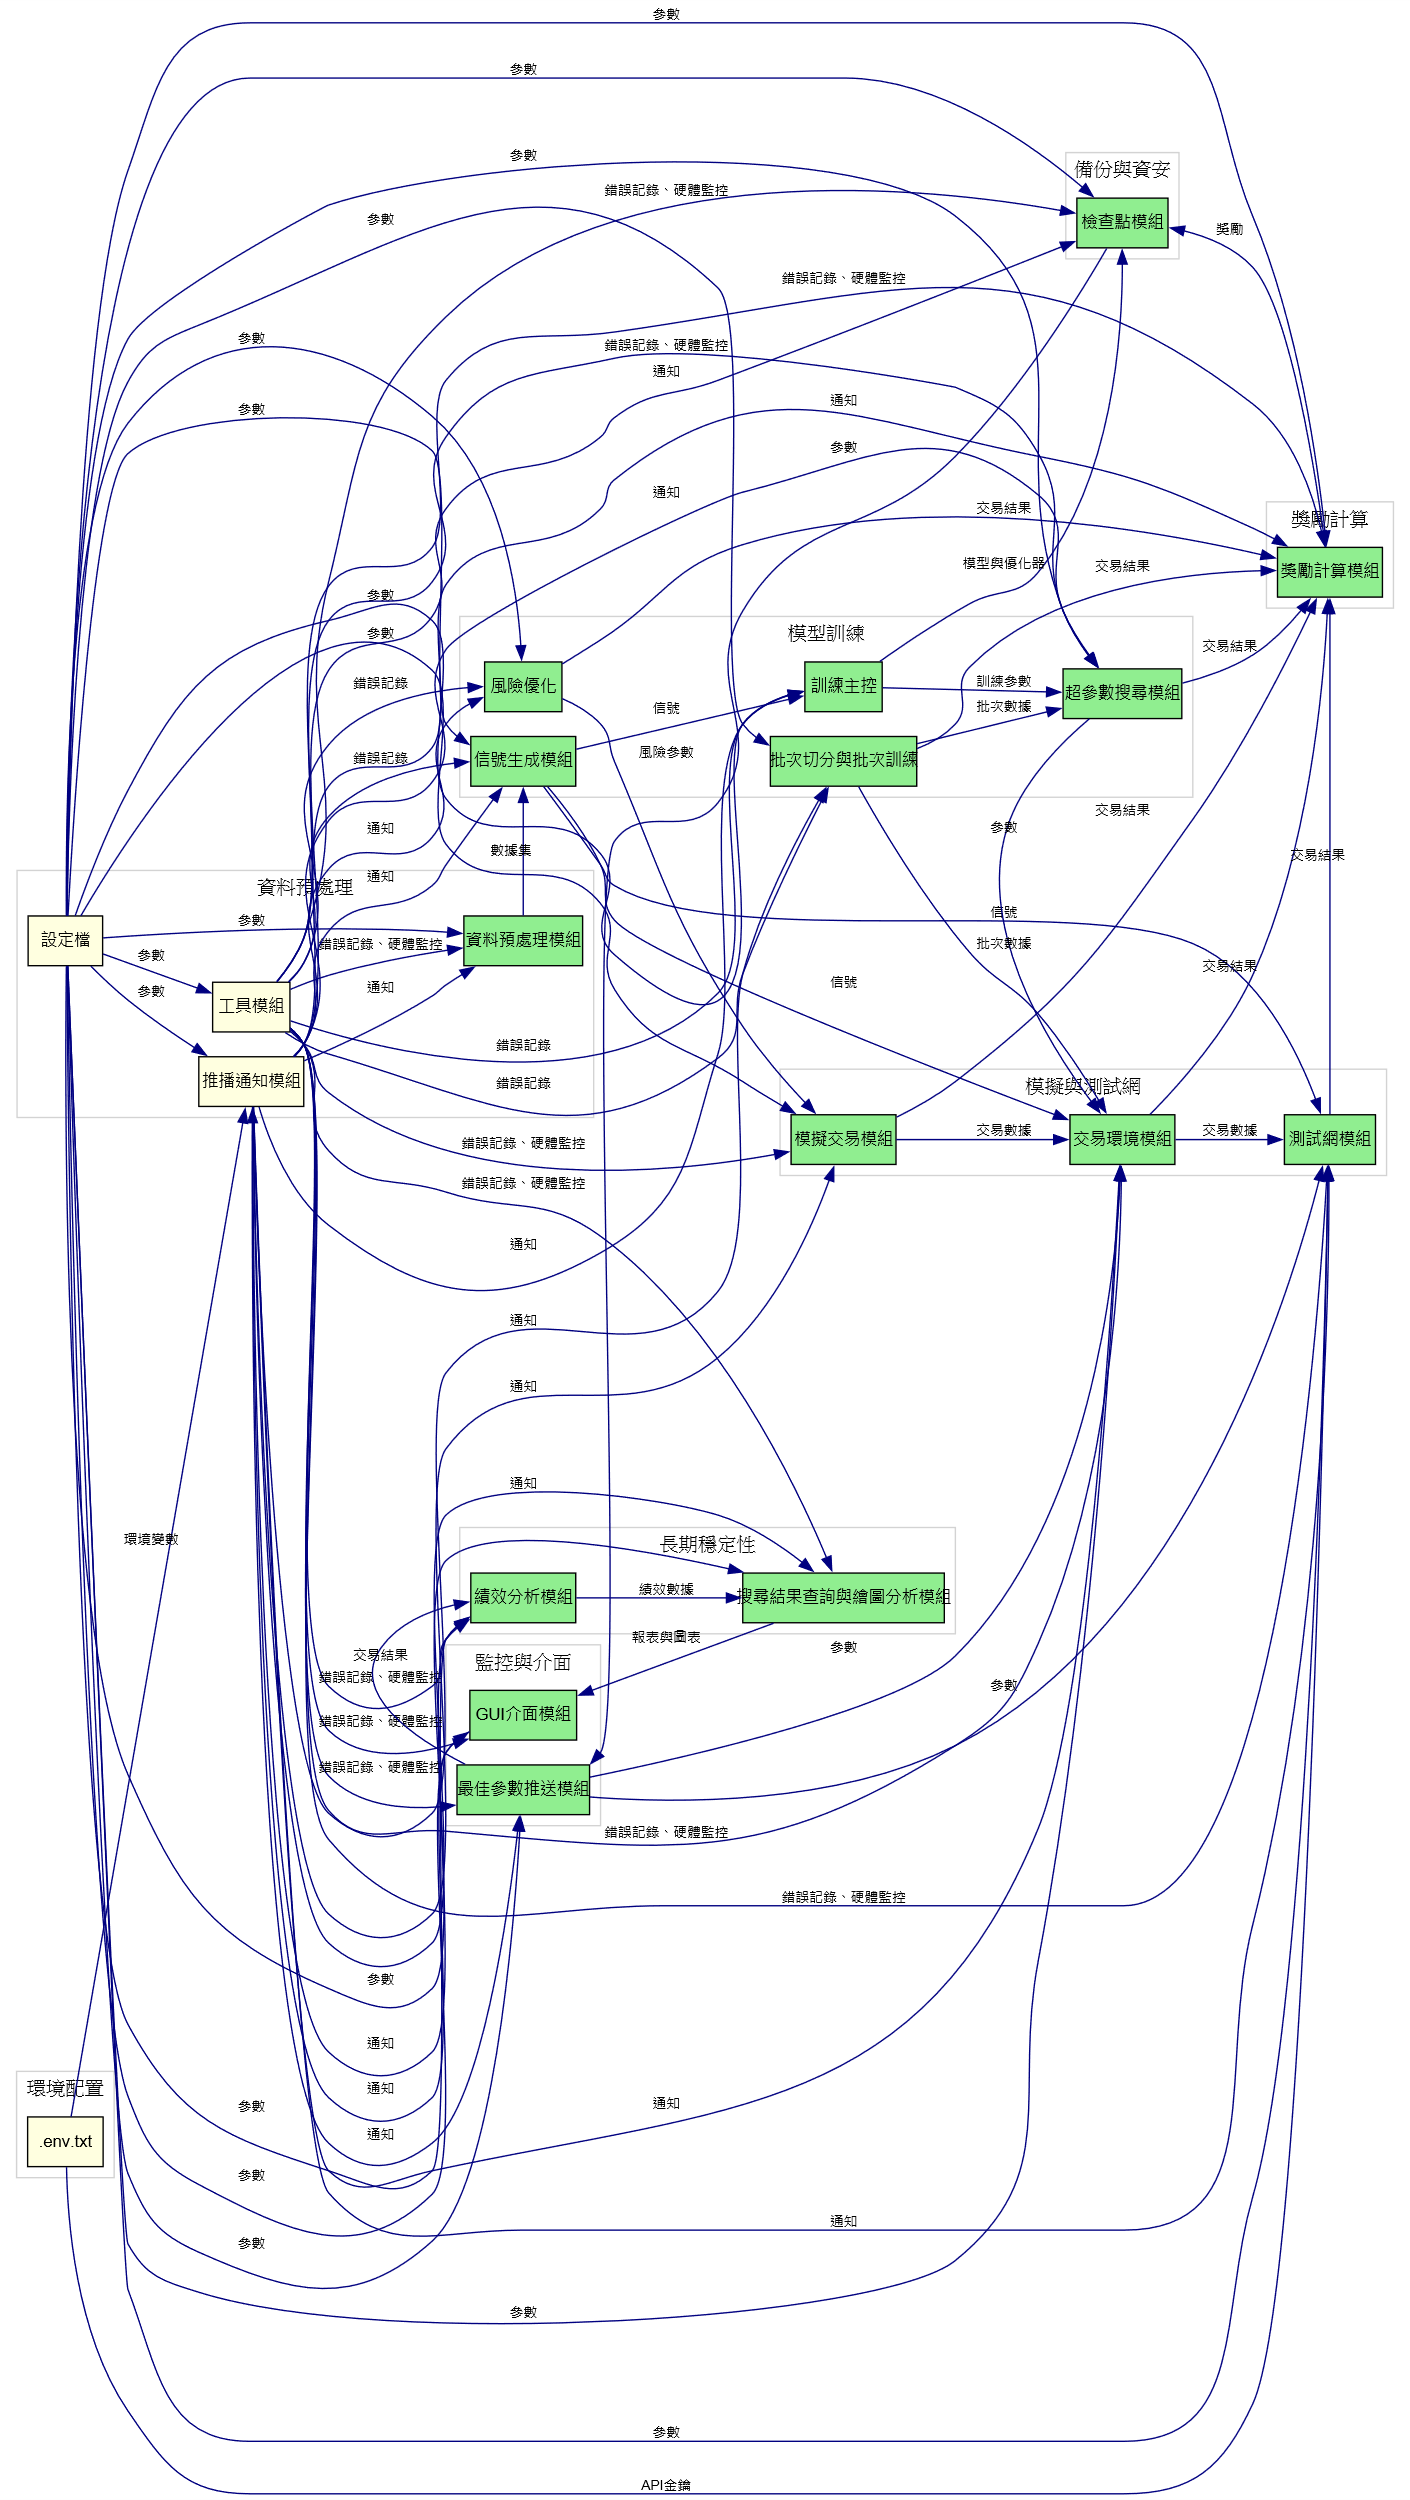 參數
參數
參數
備份與資安
錯誤記錄、硬體監控
參數
檢查點模組
獎勵
錯誤記錄、硬體監控
參數
錯誤記錄、硬體監控
通知
通知
參數
參數
通知
交易結果
獎勵計算
模型與優化器
交易結果
獎勵計算模組
參數
參數
模型訓練
交易結果
錯誤記錄
風險優化
訓練主控
訓練參數
超參數搜尋模組
信號
批次數據
錯誤記錄
信號生成模組
風險參數
批次切分與批次訓練
交易結果
通知
參數
數據集
交易結果
通知
資料預處理
信號
參數
設定檔
錯誤記錄、硬體監控
資料預處理模組
批次數據
參數
交易結果
參數
通知
信號
工具模組
錯誤記錄
推播通知模組
錯誤記錄
模擬與測試網
交易數據
交易數據
錯誤記錄、硬體監控
模擬交易模組
交易環境模組
測試網模組
錯誤記錄、硬體監控
通知
通知
通知
通知
環境變數
長期穩定性
績效數據
績效分析模組
搜尋結果查詢與繪圖分析模組
報表與圖表
交易結果
參數
監控與介面
錯誤記錄、硬體監控
參數
GUI介面模組
錯誤記錄、硬體監控
錯誤記錄、硬體監控
最佳參數推送模組
錯誤記錄、硬體監控
錯誤記錄、硬體監控
參數
通知
環境配置
通知
參數
通知
.env.txt
通知
參數
通知
參數
參數
參數
API金鑰